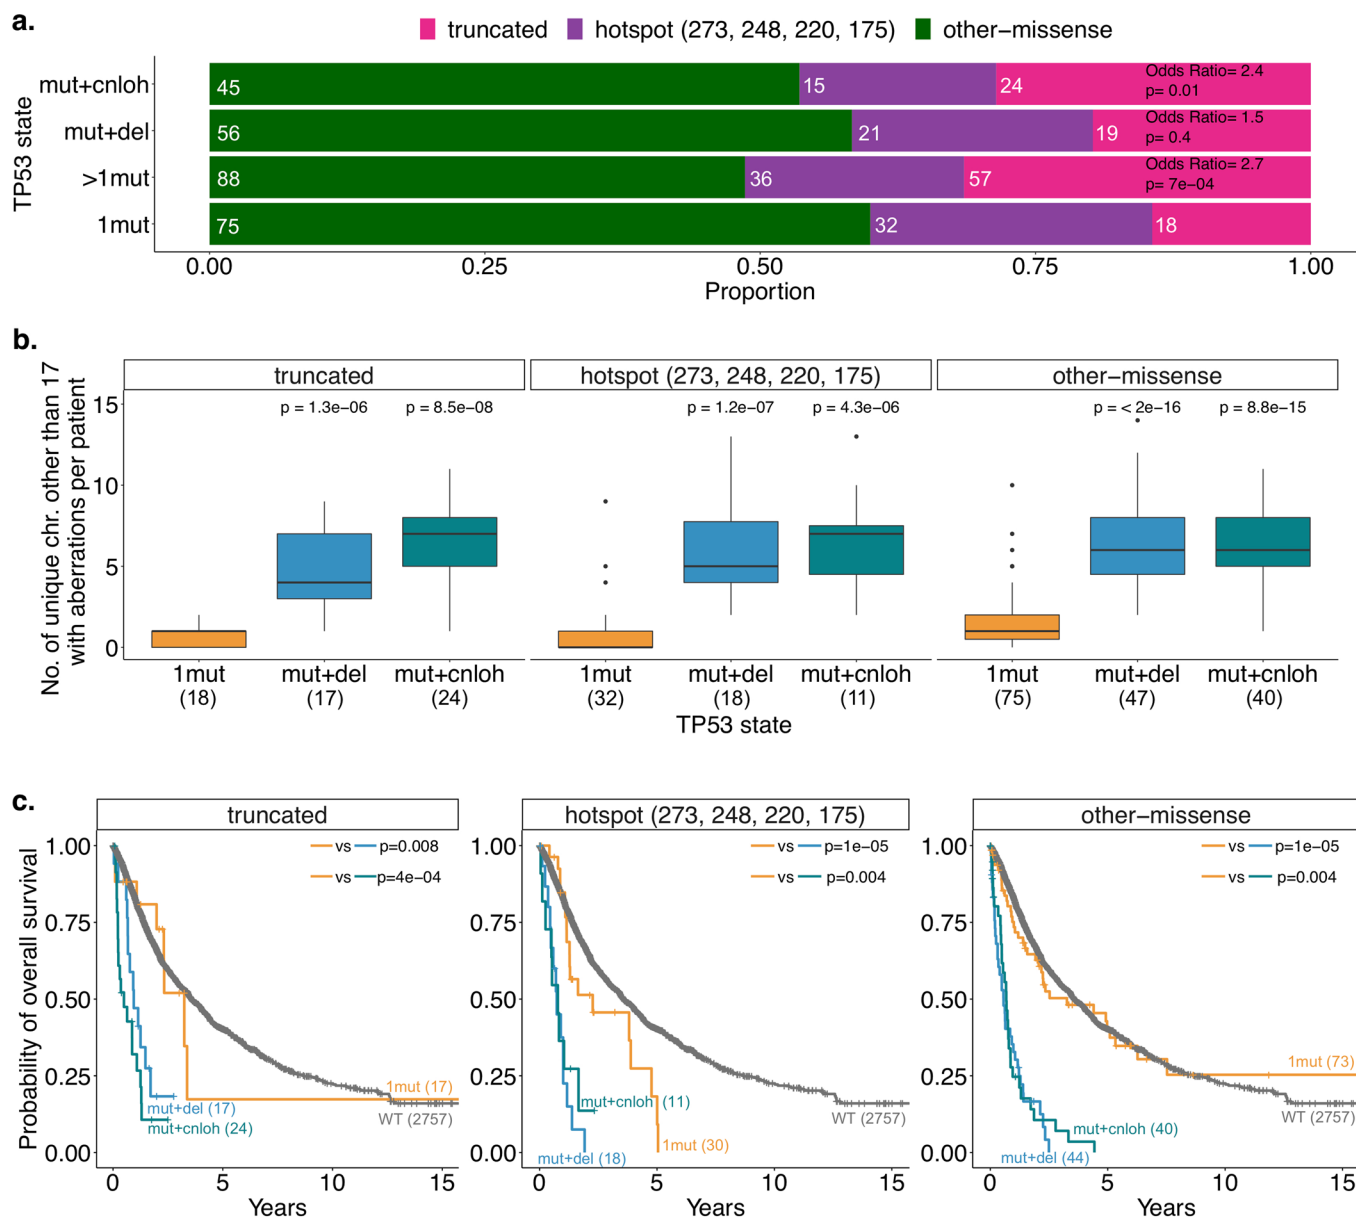 a.
truncated hotspot (273, 248, 220, 175) other−missense
TP53 state
mut+cnloh 45 15 24 Odds Ratio= 2.4
p= 0.01
mut+del 56 21 19 Odds Ratio= 1.5
p= 0.4
>1mut 88 36 57 Odds Ratio= 2.7
p= 7e−04
1mut 75 32 18
0.00 0.25 0.50 0.75 1.00
Proportion
b.
No. of unique chr. other than 17
with aberrations per patient
truncated hotspot (273, 248, 220, 175) other−missense
15
10
5
0
p = 1.3e−06 p = 8.5e−08 p = 1.2e−07 p = 4.3e−06 p = < 2e−16 p = 8.8e−15
1mut mut+del mut+cnloh 1mut mut+del mut+cnloh 1mut mut+del mut+cnloh
(18) (17) (24) (32) (18) (11) (75) (47) (40)
TP53 state
c.
Probability of overall survival
truncated
1.00
0.75
0.50
0.25
0.00
vs p=0.008
vs p=4e−04
1mut (17)
WT (2757)
mut+del (17)
mut+cnloh (24)
0 5 10 15
Years
hotspot (273, 248, 220, 175)
1.00
0.75
0.50
0.25
0.00
vs p=1e−05
vs p=0.004
mut+cnloh (11)
WT (2757)
1mut (30)
mut+del (18)
0 5 10 15
Years
other−missense
1.00
0.75
0.50
0.25
0.00
vs p=1e−05
vs p=0.004
1mut (73)
WT (2757)
mut+cnloh (40)
mut+del (44)
0 5 10 15
Years